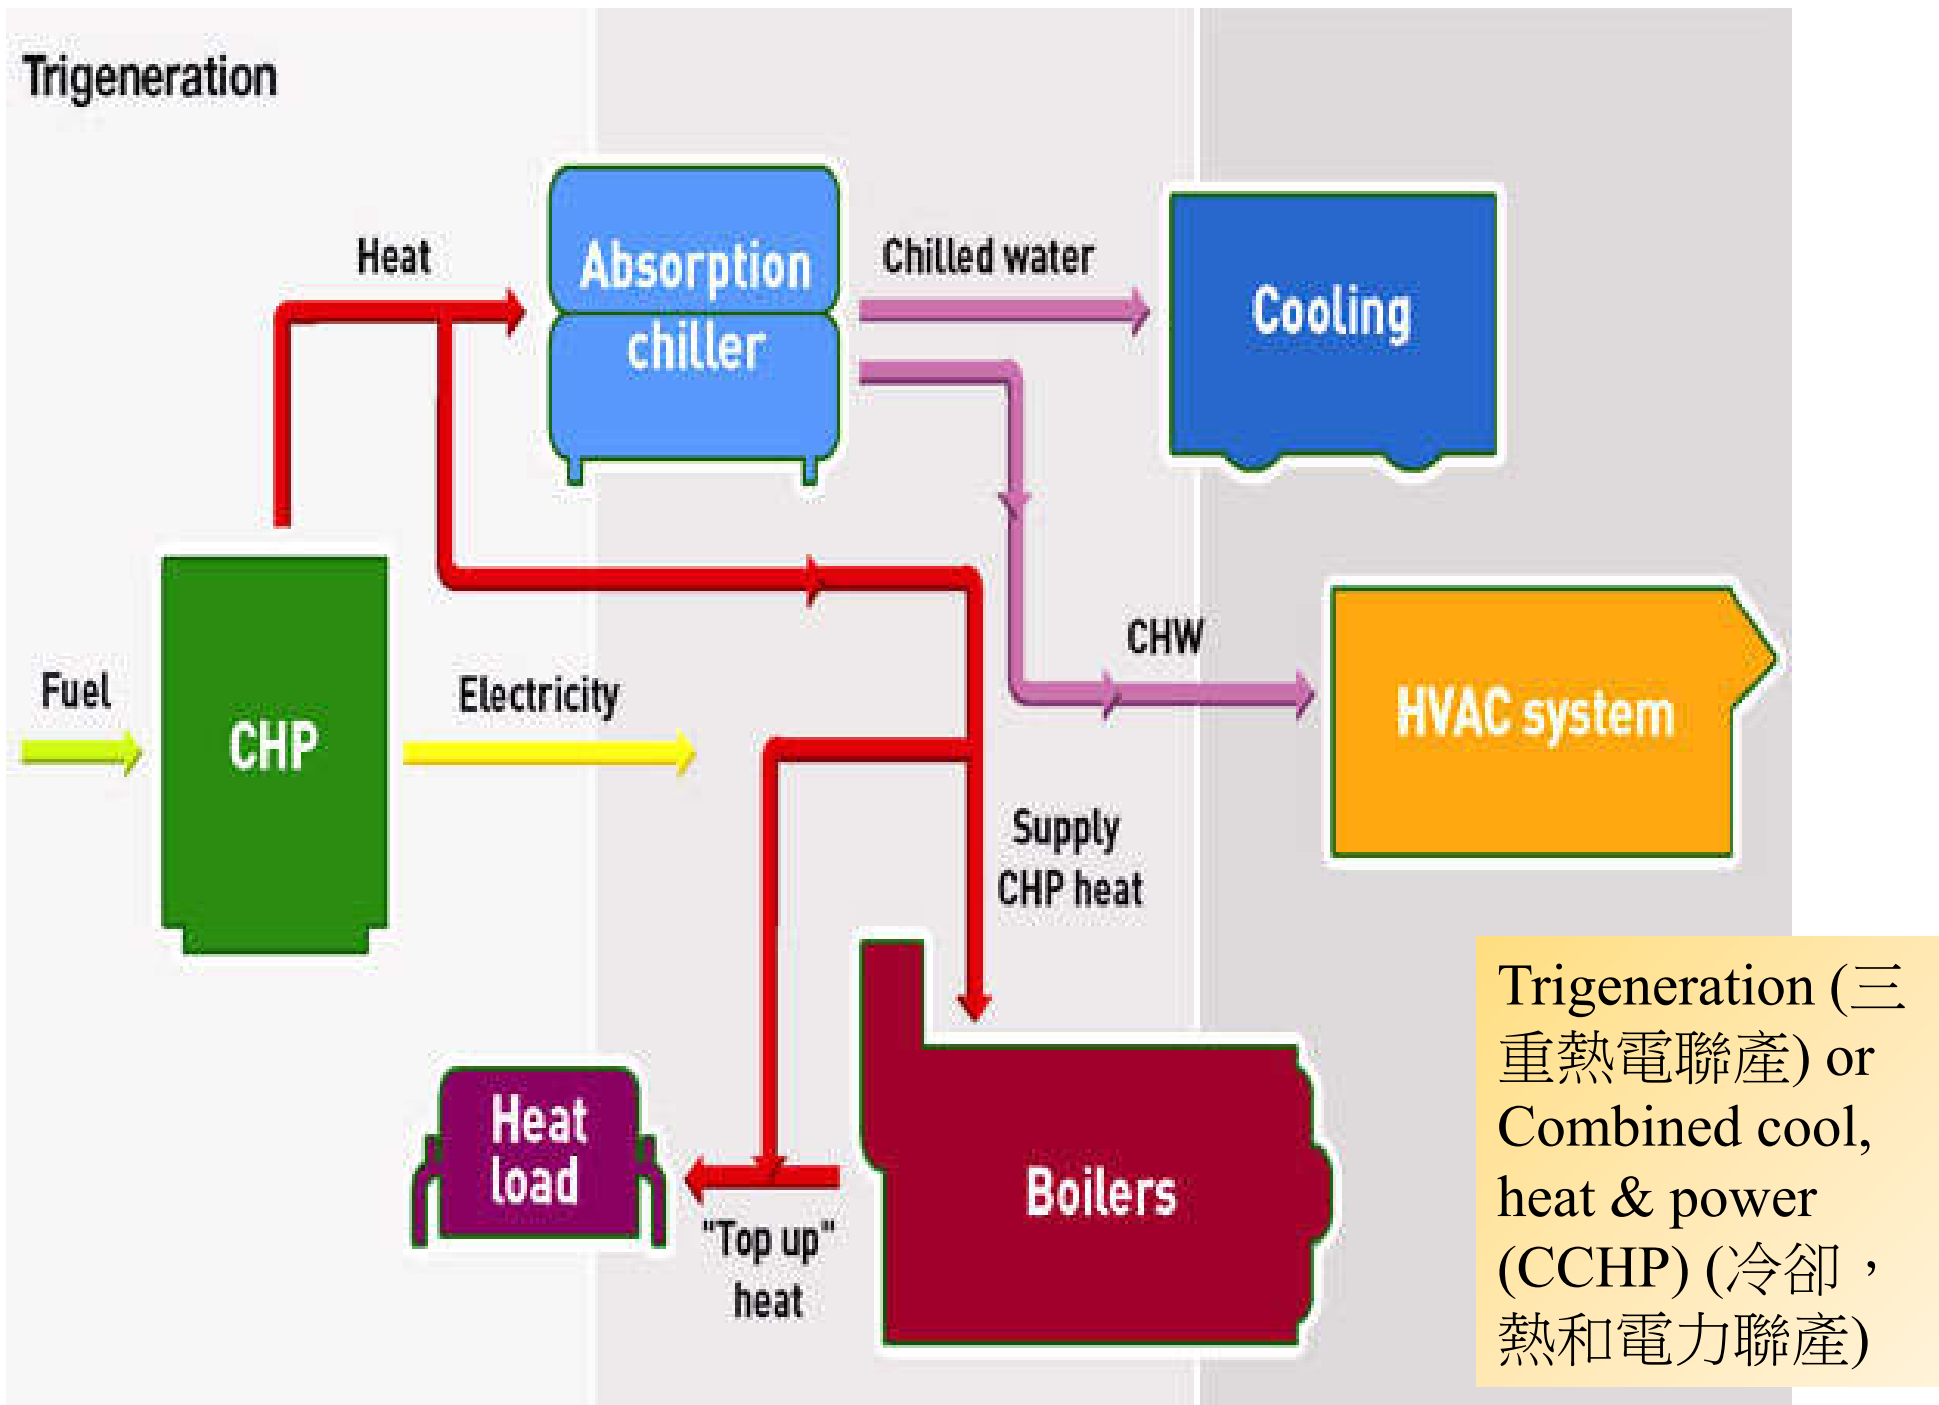 Trigeneration
Heat
Absorption
chiller
Chilled water
Cooling
Fuel
CHP
Electricity
CHW
HVAC system
Supply
CHP heat
Heat
load
"Top up"
heat
Boilers
Trigeneration (三
重熱電聯產) or
Combined cool,
heat & power
(CCHP) (冷卻，
熱和電力聯產)